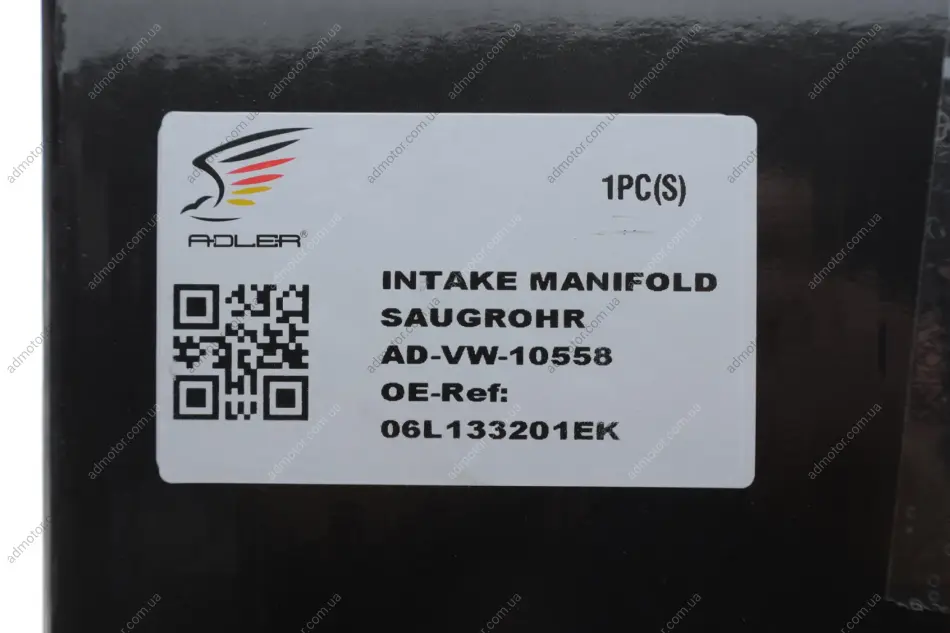 1PC(S)
ADLER®
INTAKE MANIFOLD
SAUGROHR
AD-VW-10558
OE-Ref:
06L133201EK
admotor.com.ua